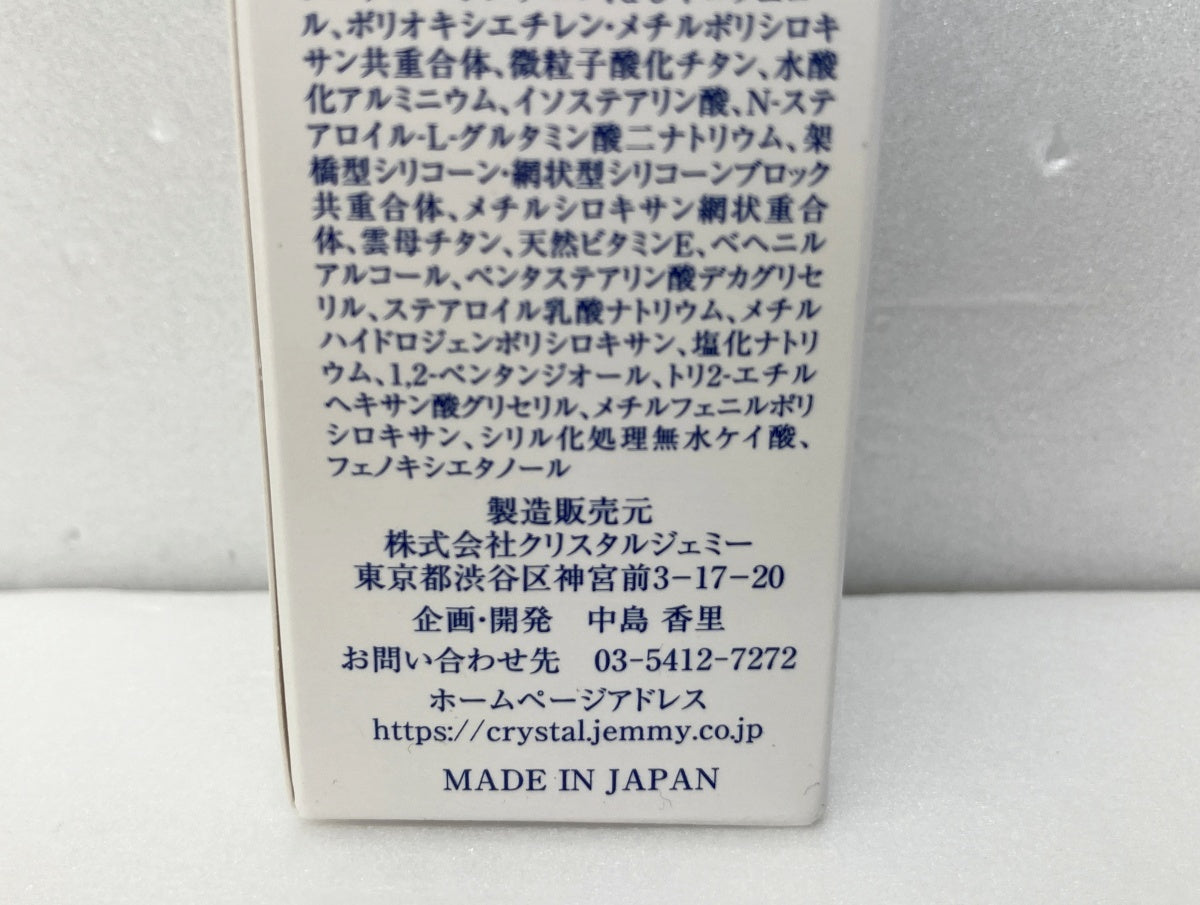 ル、ポリオキシエチレン・メチルポリシロキ
サン共重合体、微粒子酸化チタン、水酸
化アルミニウム、イソステアリン酸、N-ステ
アロイル-L-グルタミン酸二ナトリウム、架
橋型シリコーン・網状型シリコーンブロック
共重合体、メチルシロキサン網状重合
体、雲母チタン、天然ビタミンE、ベヘニル
アルコール、ペンタステアリン酸デカグリセ
リル、ステアロイル乳酸ナトリウム、メチル
ハイドロジェンポリシロキサン、塩化ナトリ
ウム、1,2-ペンタンジオール、トリ2-エチル
ヘキサン酸グリセリル、メチルフェニルポリ
シロキサン、シリル化処理無水ケイ酸、
フェノキシエタノール
製造販売元
株式会社クリスタルジェミー
東京都渋谷区神宮前3-17-20
企画・開発 中島 香里
お問い合わせ先 03-5412-7272
ホームページアドレス
https://crystal.jemmy.co.jp
MADE IN JAPAN